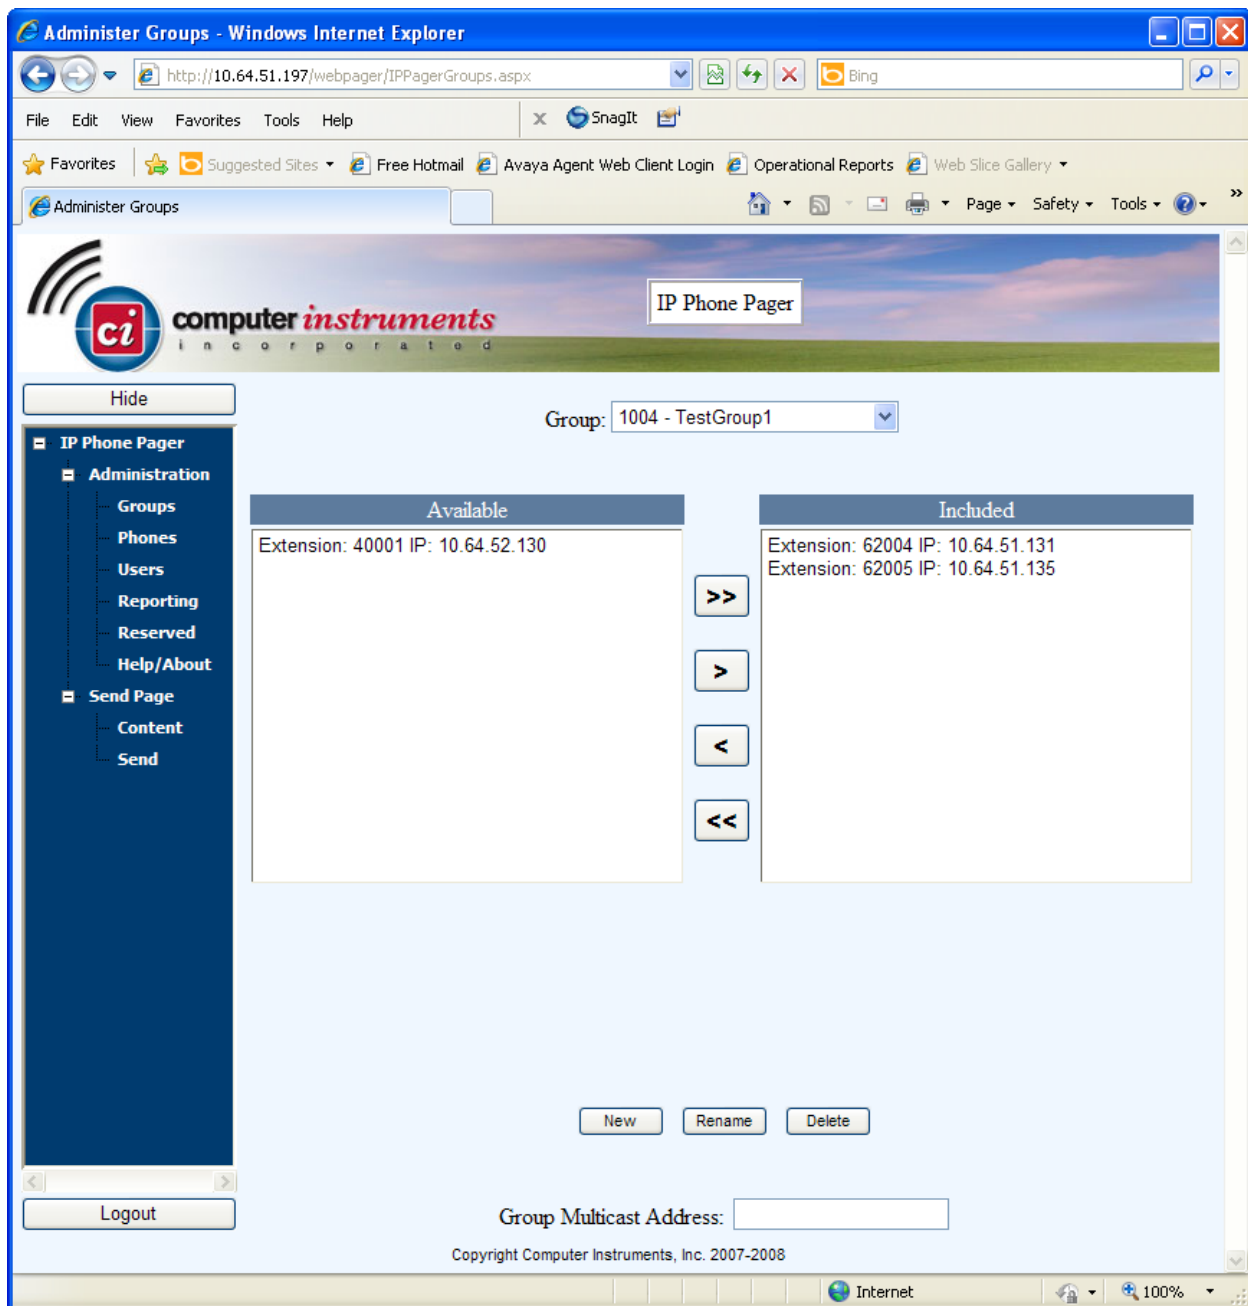 Administer Groups - Windows Internet Explorer
http://10.64.51.197/webpager/IPPagerGroups.aspx
Bing
File Edit View Favorites Tools Help
x SnagIt
Favorites Suggested Sites Free Hotmail Avaya Agent Web Client Login Operational Reports Web Slice Gallery
Administer Groups
Page Safety Tools »
ci
computer instruments
incorporated
IP Phone Pager
Hide
Group: 1004 - TestGroup1
IP Phone Pager
Administration
Groups
Phones
Users
Reporting
Reserved
Help/About
Send Page
Content
Send
Available
Extension: 40001 IP: 10.64.52.130
>>
>
<
<<
Included
Extension: 62004 IP: 10.64.51.131
Extension: 62005 IP: 10.64.51.135
New Rename Delete
Logout
Group Multicast Address:
Copyright Computer Instruments, Inc. 2007-2008
Internet
100%